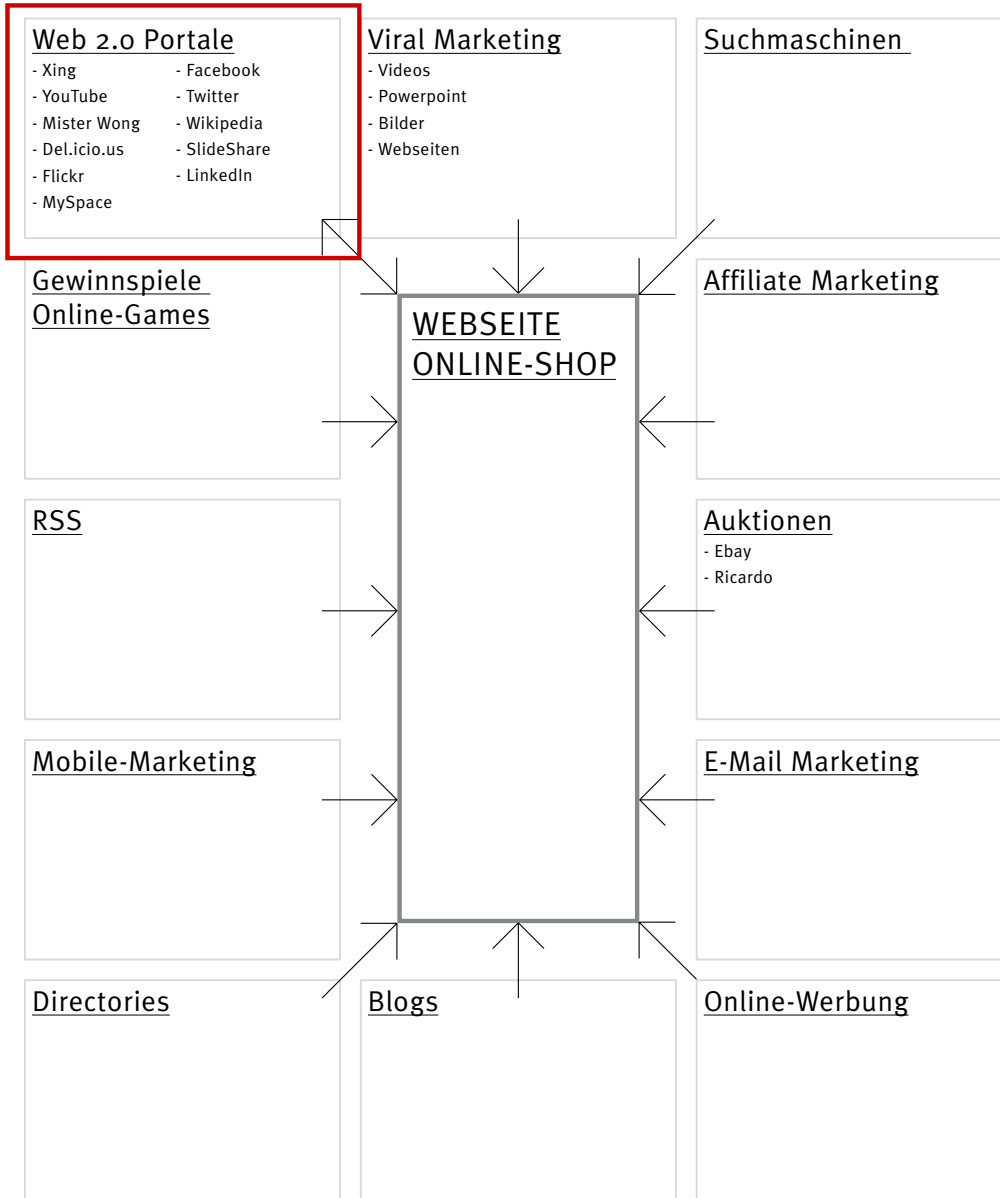 Web 2.0 Portale
- Xing
- YouTube
- Mister Wong
- Del.icio.us
- Flickr
- MySpace
- Facebook
- Twitter
- Wikipedia
- SlideShare
- LinkedIn
Viral Marketing
- Videos
- Powerpoint
- Bilder
- Webseiten
Suchmaschinen
Gewinnspiele
Online-Games
WEBSEITE
ONLINE-SHOP
Affiliate Marketing
RSS
Auktionen
- Ebay
- Ricardo
Mobile-Marketing
E-Mail Marketing
Directories
Blogs
Online-Werbung